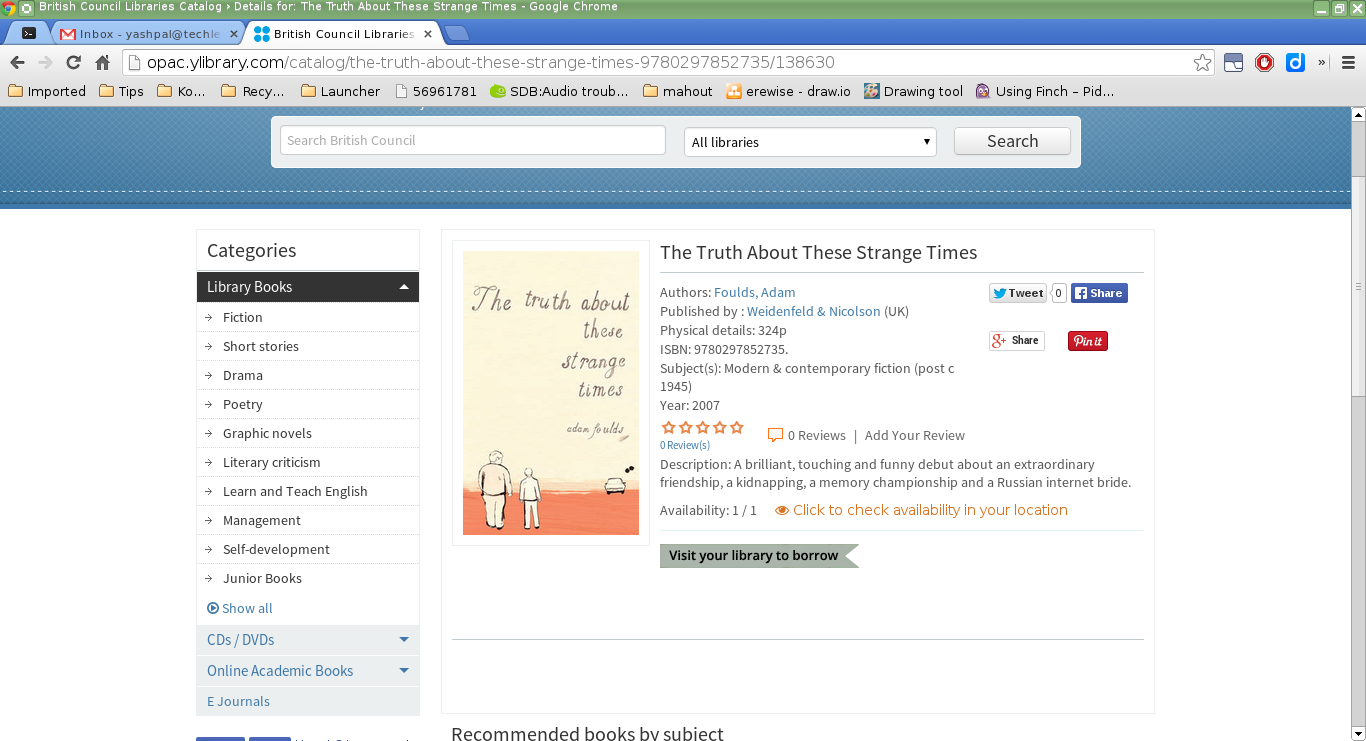 British Council Libraries Catalog › Details for: The Truth About These Strange Times - Google Chrome
Inbox - yashpal@techle
British Council Libraries
opac.ylibrary.com/catalog/the-truth-about-these-strange-times-9780297852735/138630
Imported Tips Ko... Recy... Launcher 56961781 SDB:Audio troub... mahout erewise - draw.io Drawing tool Using Finch – Pid... »
Search British Council
All libraries
Search
Categories
Library Books
Fiction
Short stories
Drama
Poetry
Graphic novels
Literary criticism
Learn and Teach English
Management
Self-development
Junior Books
Show all
CDs / DVDs
Online Academic Books
E Journals
The truth about
these
strange
times
adam foulds
The Truth About These Strange Times
Authors: Foulds, Adam
Published by : Weidenfeld & Nicolson (UK)
Physical details: 324p
ISBN: 9780297852735.
Subject(s): Modern & contemporary fiction (post c
1945)
Year: 2007
Tweet 0 Share
Share Pin it
0 Review(s)
0 Reviews | Add Your Review
Description: A brilliant, touching and funny debut about an extraordinary
friendship, a kidnapping, a memory championship and a Russian internet bride.
Availability: 1 / 1 Click to check availability in your location
Visit your library to borrow
Recommended books by subject